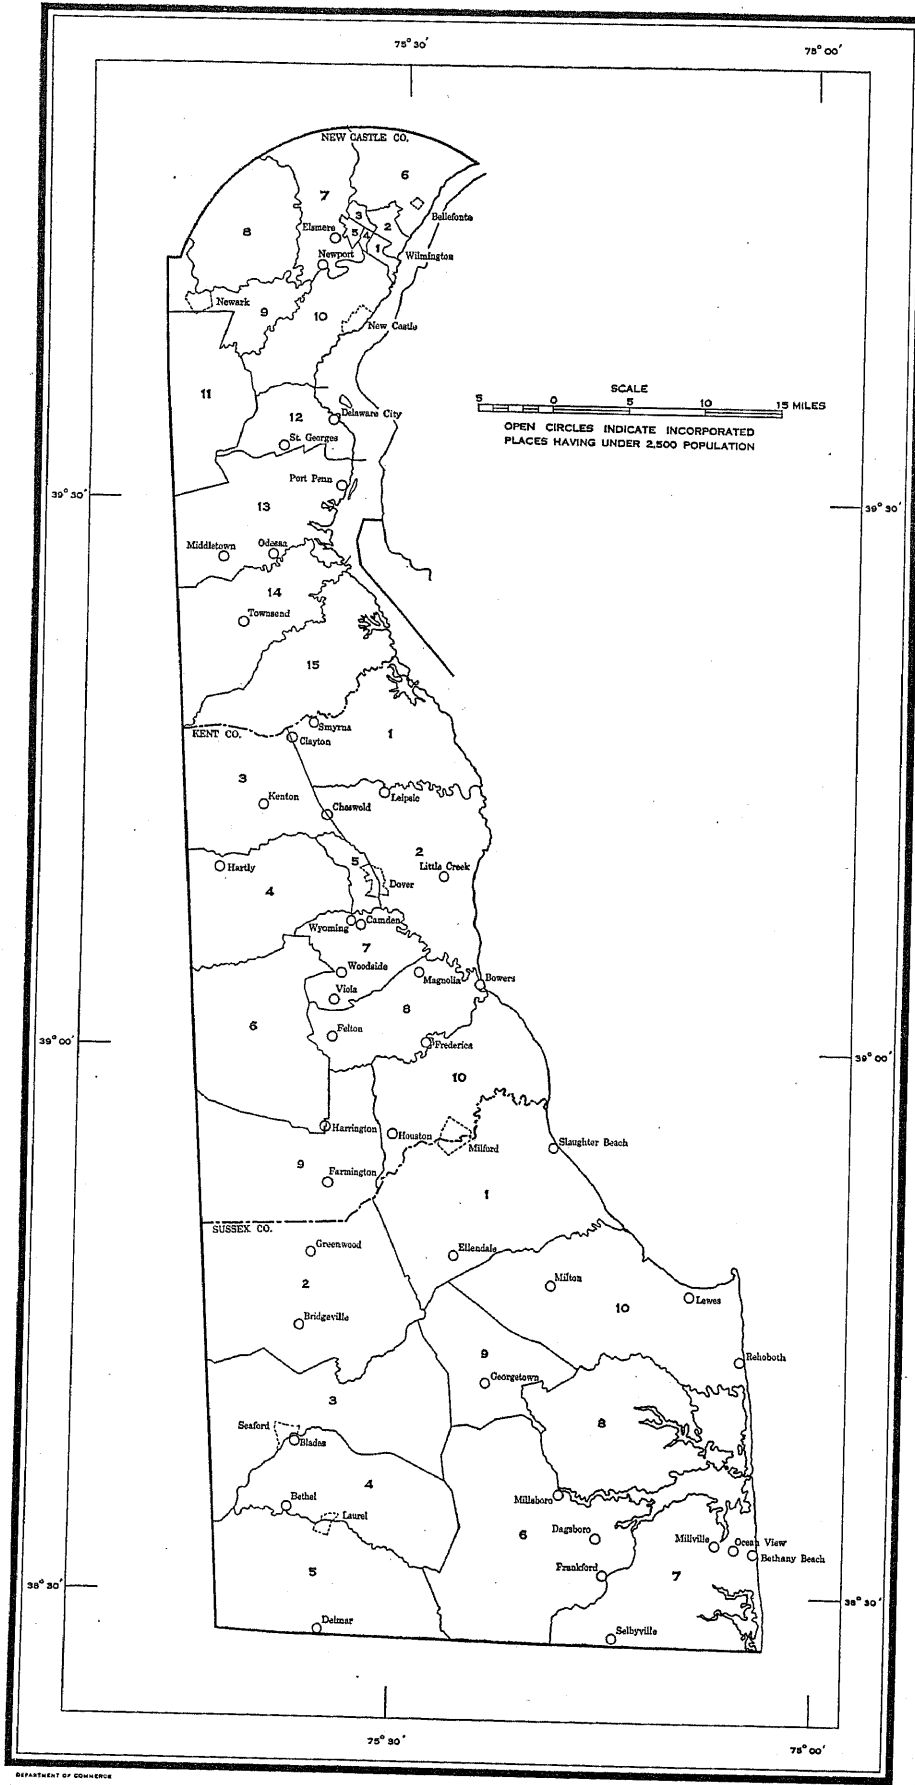 75° 30′
75° 00′
NEW CASTLE CO.
6
7
8
3
2
Bellefonte
Elsmere
5
4
1
Newport
Wilmington
Newark
9
10
New Castle
11
SCALE
5 0 5 10 15 MILES
OPEN CIRCLES INDICATE INCORPORATED
PLACES HAVING UNDER 2,500 POPULATION
12
Delaware City
St. Georges
Port Penn
39° 30′
39° 30′
13
Middletown
Odessa
14
Townsend
15
Smyrna
KENT CO.
Clayton
1
3
Kenton
Leipsic
Cheswold
2
5
Little Creek
Hartly
4
Dover
Wyoming
Camden
7
Woodside
Magnolia
Bowers
Viola
8
6
Felton
39° 00′
Frederica
39° 00′
10
Harrington
Houston
Milford
Slaughter Beach
9
Farmington
1
SUSSEX CO.
Greenwood
Ellendale
2
Milton
10
Lewes
Bridgeville
9
Rehoboth
Georgetown
3
8
Seaford
Blades
4
Bethel
Laurel
Millsboro
6
Dagsboro
Millville
Ocean View
Bethany Beach
Frankford
7
5
38° 30′
38° 30′
Delmar
Selbyville
75° 30′
75° 00′
DEPARTMENT OF COMMERCE